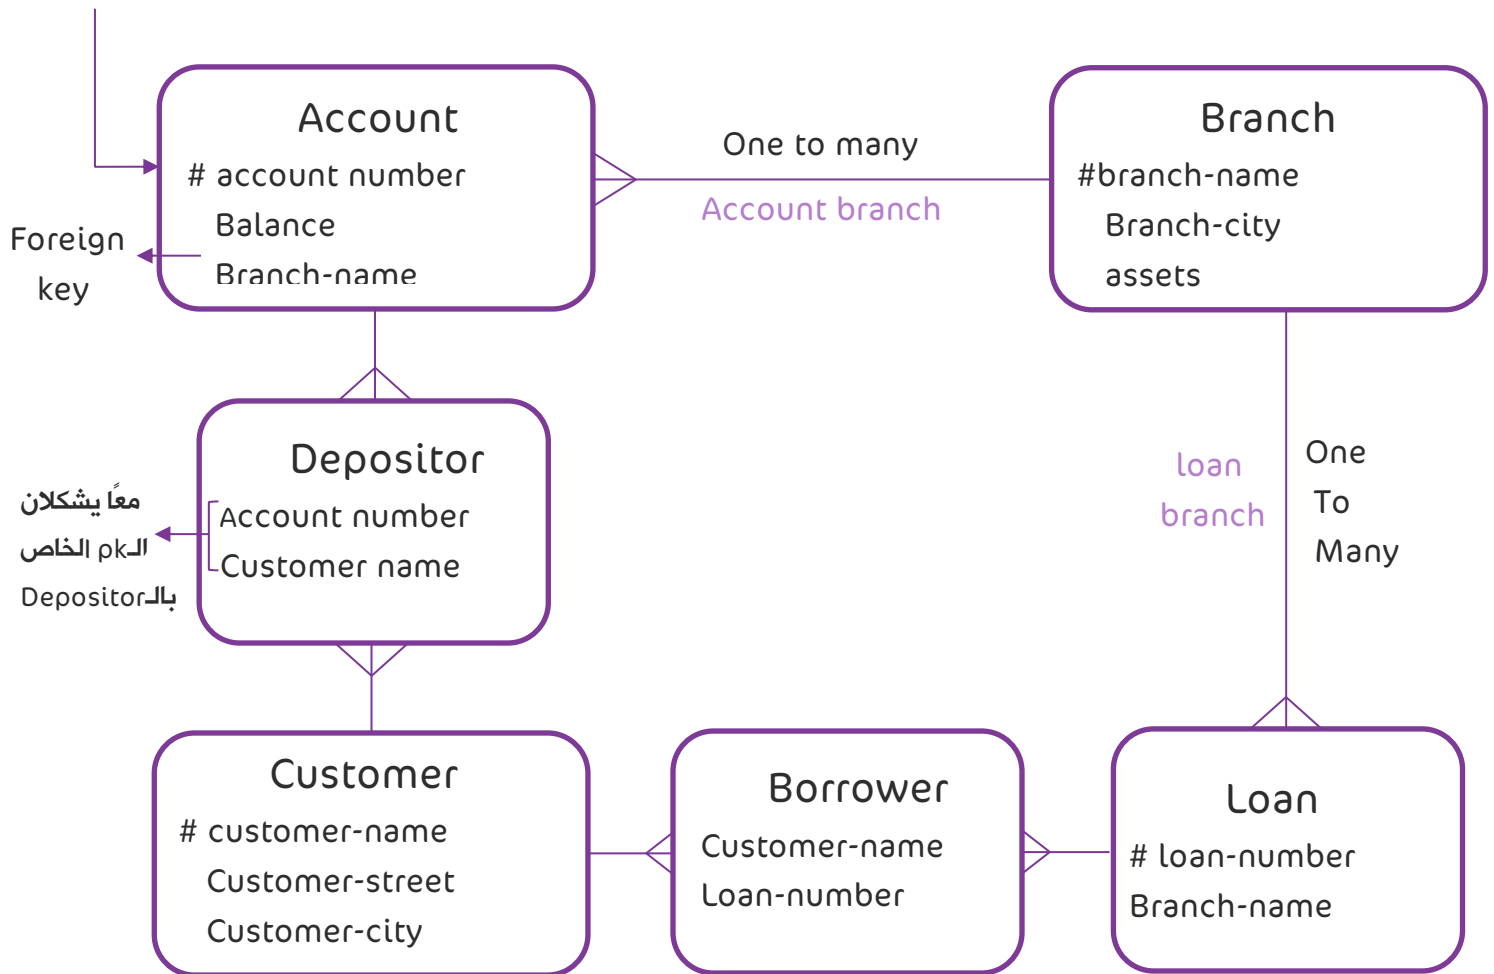 Account
# account number
Balance
Branch-name
Foreign
key
One to many
Account branch
Branch
#branch-name
Branch-city
assets
Depositor
Account number
Customer name
معًا يشكلان
الـpk الخاص
بالـDepositor
loan
branch
One
To
Many
Customer
# customer-name
Customer-street
Customer-city
Borrower
Customer-name
Loan-number
Loan
# loan-number
Branch-name